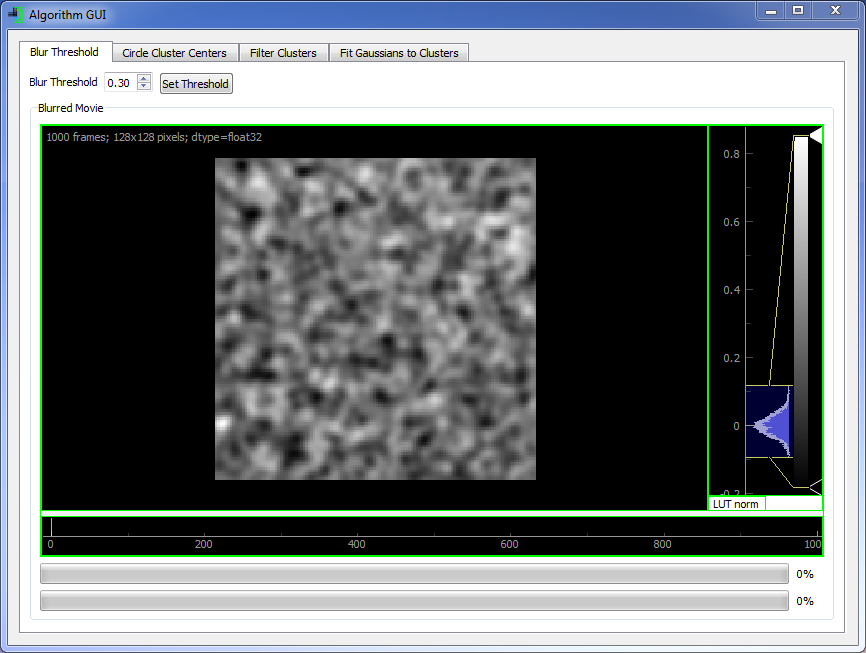 Algorithm GUI
Blur Threshold Circle Cluster Centers Filter Clusters Fit Gaussians to Clusters
Blur Threshold 0.30 Set Threshold
Blurred Movie
1000 frames; 128x128 pixels; dtype=float32
0.8
0.6
0.4
0.2
0
-0.2
LUT norm
0 200 400 600 800 100
0%
0%